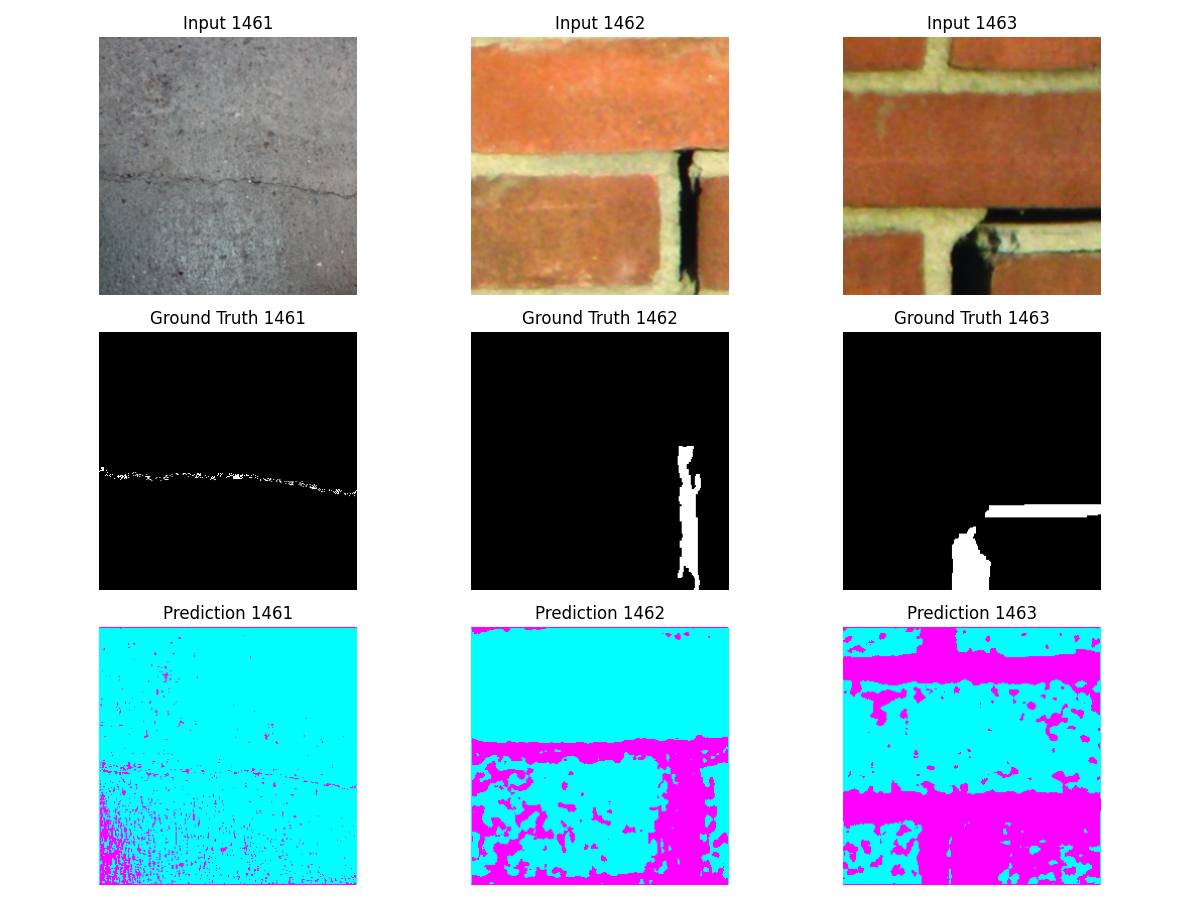 Input 1461
Input 1462
Input 1463
Ground Truth 1461
Ground Truth 1462
Ground Truth 1463
Prediction 1461
Prediction 1462
Prediction 1463